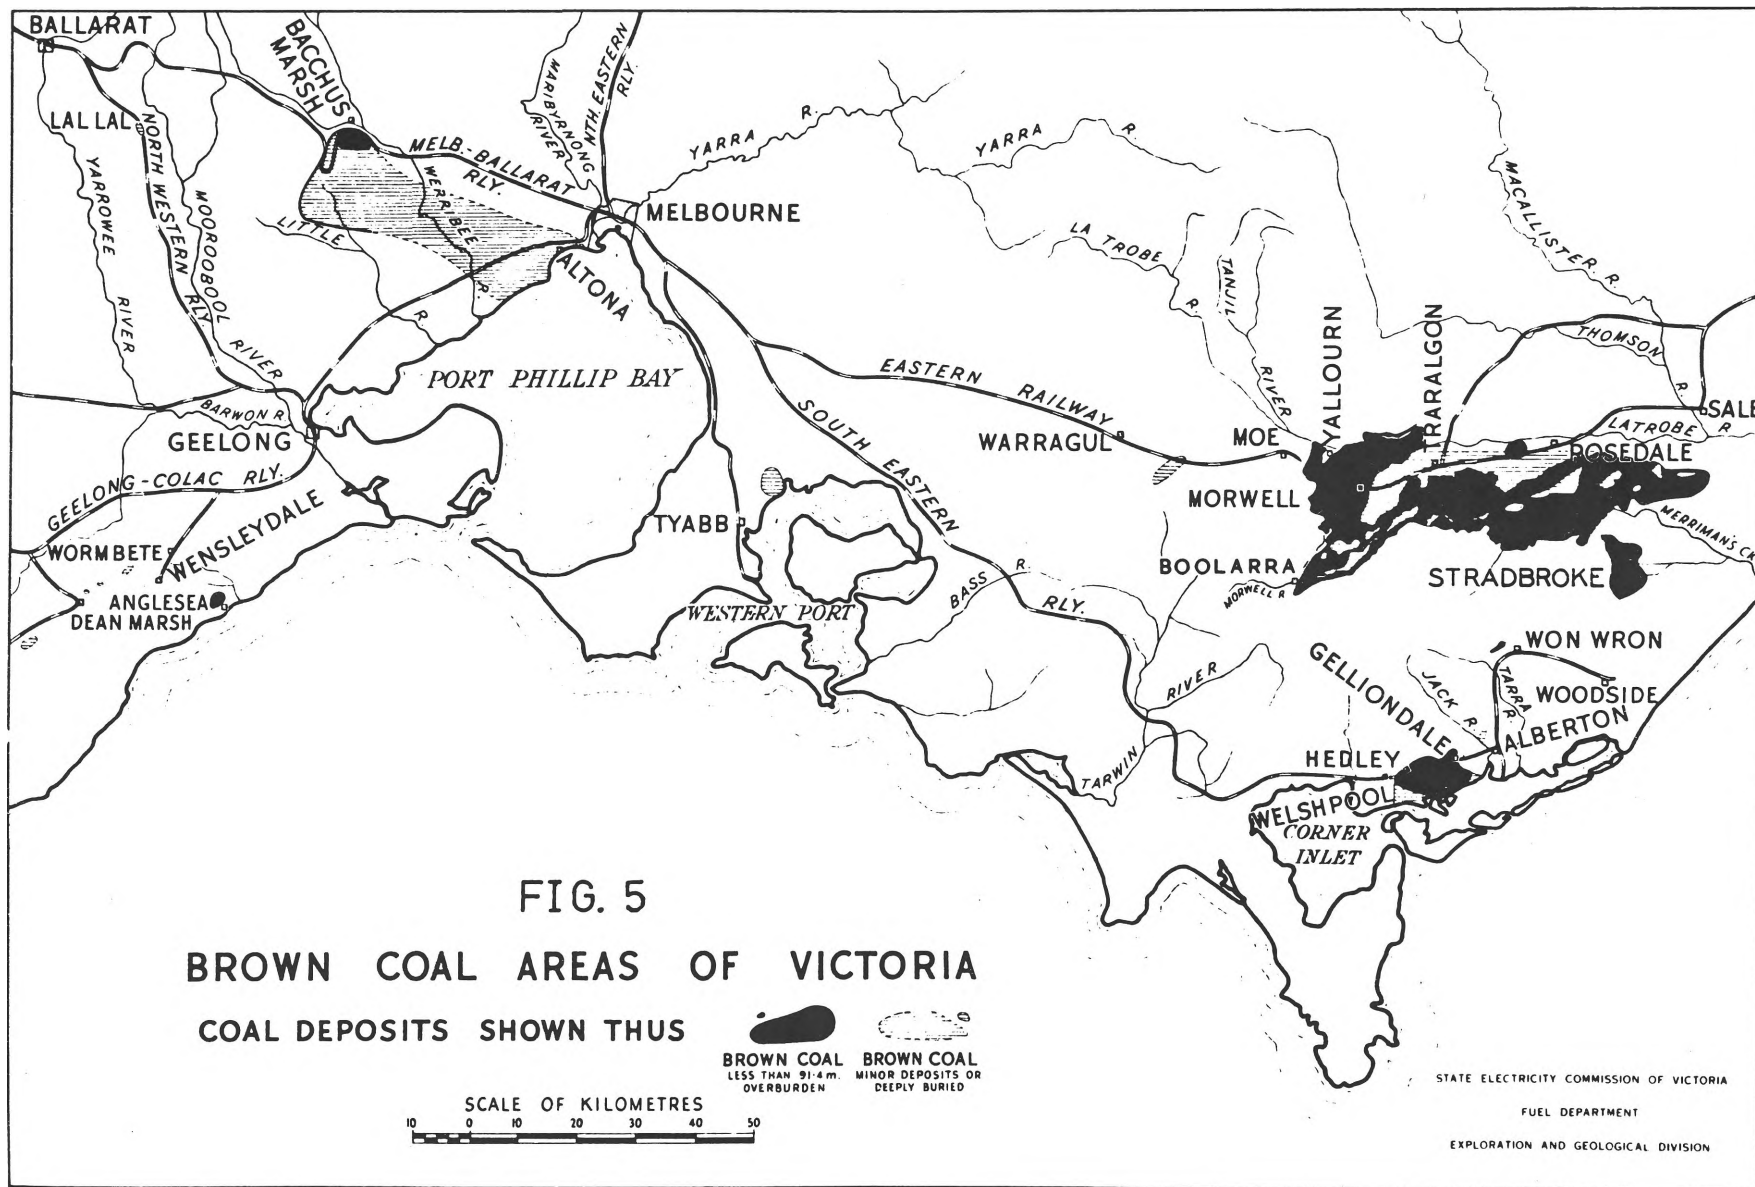 BALLARAT
BACCHUS
MARSH
MARIBYRNONG
RIVER
NTH. EASTERN
RLY.
LAL LAL
NORTH WESTERN
RLY
YARROWEE
RIVER
MOOROOBOOL
RIVER
MELB.-BALLARAT
RLY.
WERRIBEE
R.
LITTLE
R.
YARRA R.
YARRA R.
MELBOURNE
ALTONA
LA TROBE
R.
TANJIL
RIVER
MACALLISTER R.
THOMSON
R.
YALLOURN
TRARALGON
PORT PHILLIP BAY
EASTERN
RAILWAY
SOUTH EASTERN
RLY.
BARWON R.
GEELONG
GEELONG-COLAC RLY.
WARRAGUL
MOE
SALE
LATROBE R
ROSEDALE
MORWELL
WENSLEYDALE
TYABB
MERRIMAN'S CK
WORMBETE
BOOLARRA
MORWELL R
STRADBROKE
ANGLESEA
DEAN MARSH
BASS R.
WESTERN PORT
WON WRON
GELLIONDALE
JACK R.
TARRA
R.
WOODSIDE
ALBERTON
RIVER
TARWIN
HEDLEY
WELSHPOOL
CORNER
INLET
FIG. 5
BROWN COAL AREAS OF VICTORIA
COAL DEPOSITS SHOWN THUS
BROWN COAL
LESS THAN 91·4m.
OVERBURDEN
BROWN COAL
MINOR DEPOSITS OR
DEEPLY BURIED
SCALE OF KILOMETRES
10 0 10 20 30 40 50
STATE ELECTRICITY COMMISSION OF VICTORIA
FUEL DEPARTMENT
EXPLORATION AND GEOLOGICAL DIVISION